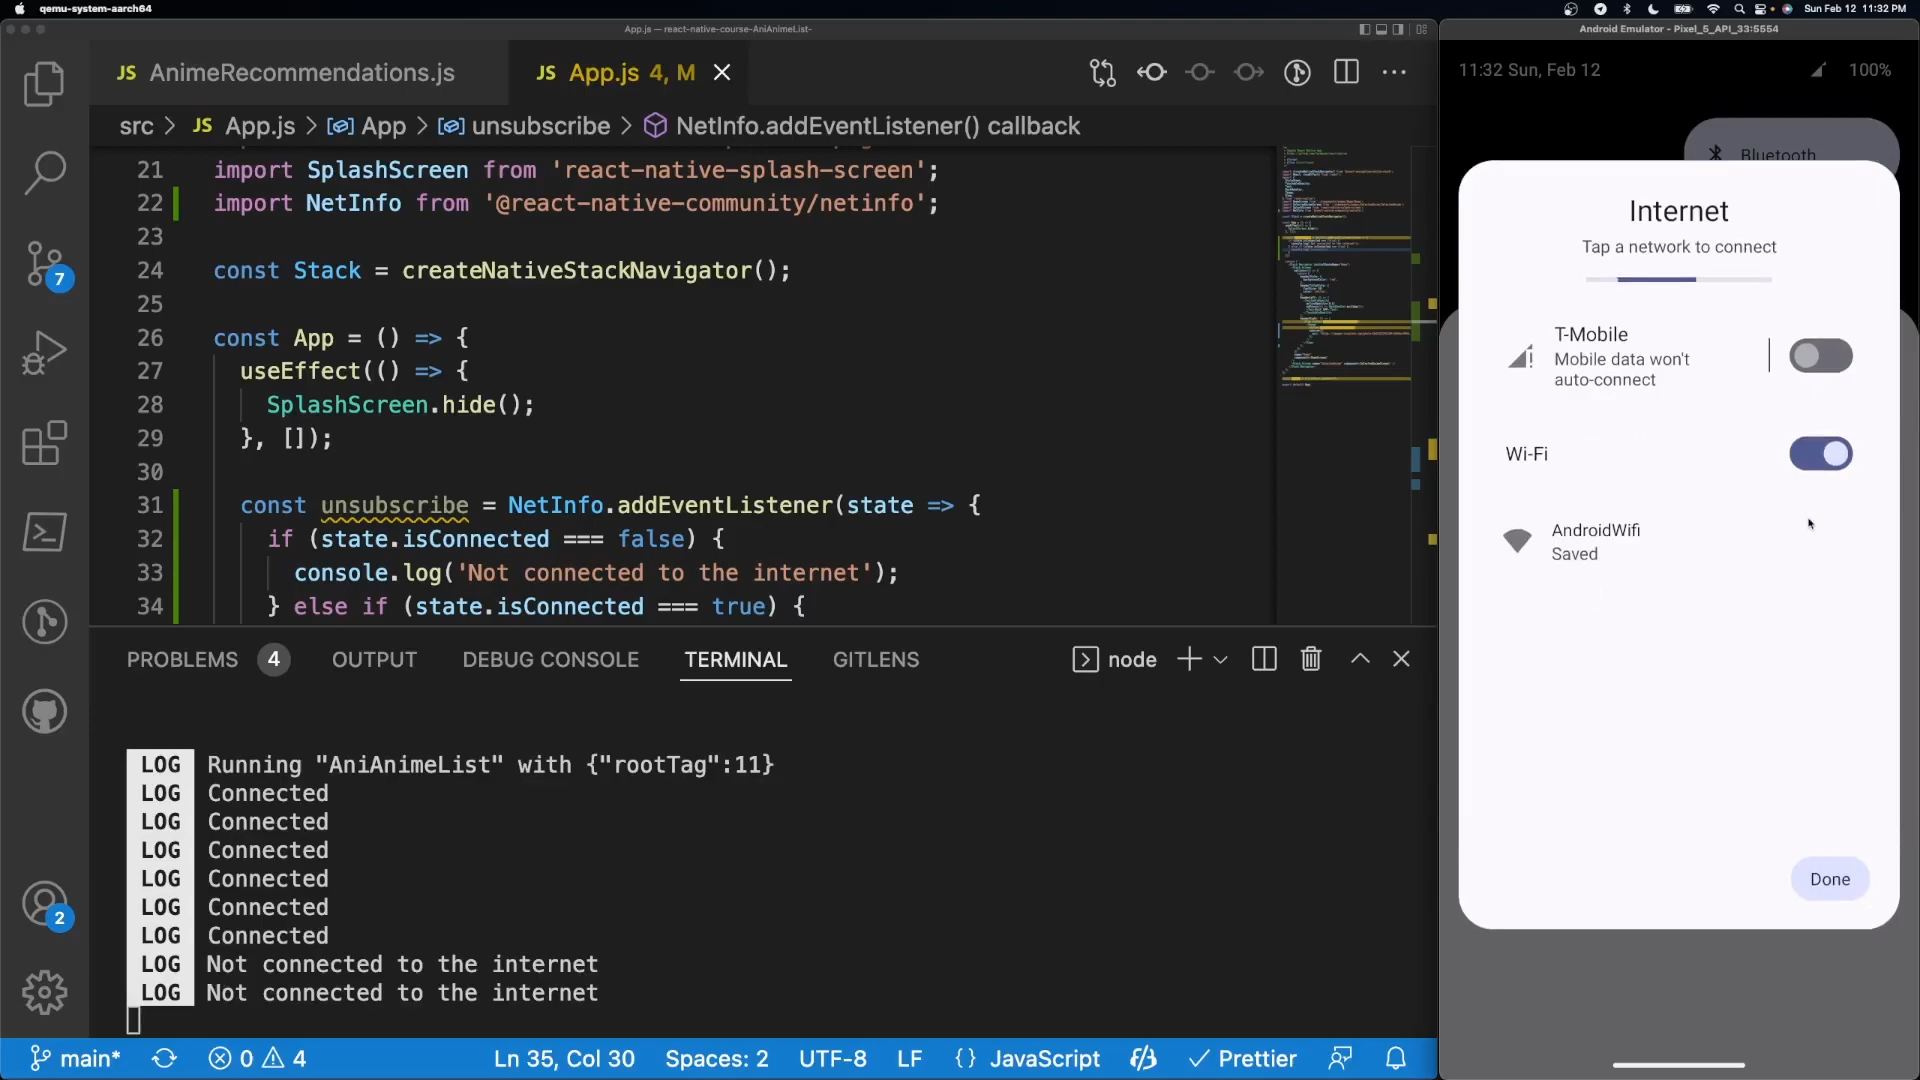 qemu-system-aarch64
Sun Feb 12 11:32 PM
App.js — react-native-course-AniAnimeList-
JS AnimeRecommendations.js
JS App.js 4, M
src > JS App.js > App > unsubscribe > NetInfo.addEventListener() callback
21 import SplashScreen from 'react-native-splash-screen';
22 import NetInfo from '@react-native-community/netinfo';
23
24 const Stack = createNativeStackNavigator();
25
26 const App = () => {
27 useEffect(() => {
28 SplashScreen.hide();
29 }, []);
30
31 const unsubscribe = NetInfo.addEventListener(state => {
32 if (state.isConnected === false) {
33 console.log('Not connected to the internet');
34 } else if (state.isConnected === true) {
7
2
PROBLEMS 4 OUTPUT DEBUG CONSOLE TERMINAL GITLENS
node
LOG Running "AniAnimeList" with {"rootTag":11}
LOG Connected
LOG Connected
LOG Connected
LOG Connected
LOG Connected
LOG Connected
LOG Not connected to the internet
LOG Not connected to the internet
main* 0 4 Ln 35, Col 30 Spaces: 2 UTF-8 LF {} JavaScript Prettier
Android Emulator - Pixel_5_API_33:5554
11:32 Sun, Feb 12 100%
Bluetooth
Internet
Tap a network to connect
T-Mobile
Mobile data won't
auto-connect
Wi-Fi
AndroidWifi
Saved
Done